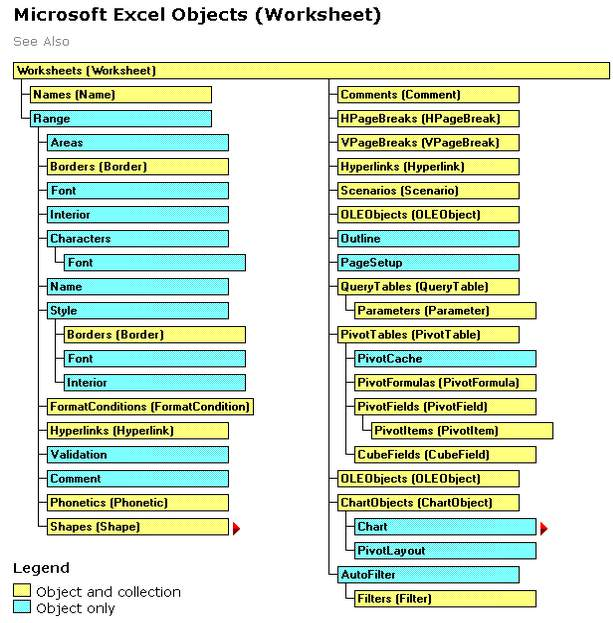 Microsoft Excel Objects (Worksheet)
See Also
Worksheets (Worksheet)
Names (Name)
Range
Areas
Borders (Border)
Font
Interior
Characters
Font
Name
Style
Borders (Border)
Font
Interior
FormatConditions (FormatCondition)
Hyperlinks (Hyperlink)
Validation
Comment
Phonetics (Phonetic)
Shapes (Shape)
Comments (Comment)
HPageBreaks (HPageBreak)
VPageBreaks (VPageBreak)
Hyperlinks (Hyperlink)
Scenarios (Scenario)
OLEObjects (OLEObject)
Outline
PageSetup
QueryTables (QueryTable)
Parameters (Parameter)
PivotTables (PivotTable)
PivotCache
PivotFormulas (PivotFormula)
PivotFields (PivotField)
PivotItems (PivotItem)
CubeFields (CubeField)
OLEObjects (OLEObject)
ChartObjects (ChartObject)
Chart
PivotLayout
AutoFilter
Filters (Filter)
Legend
Object and collection
Object only